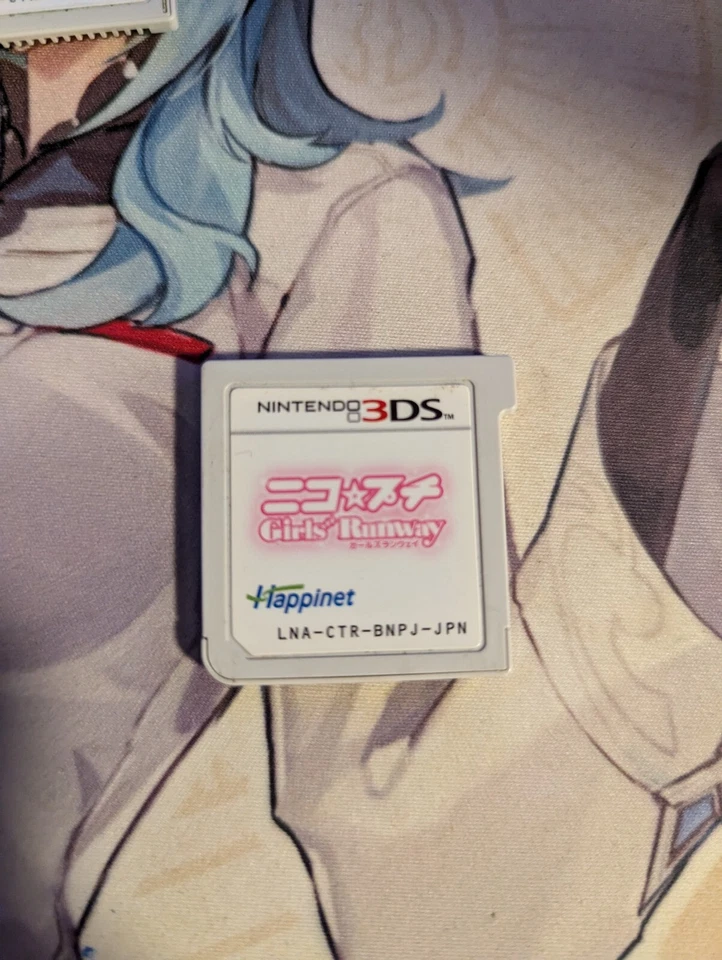 NINTENDO 3DS™
ニコ☆プチ
Girls' Runway
ガールズランウェイ
Happinet
LNA-CTR-BNPJ-JPN